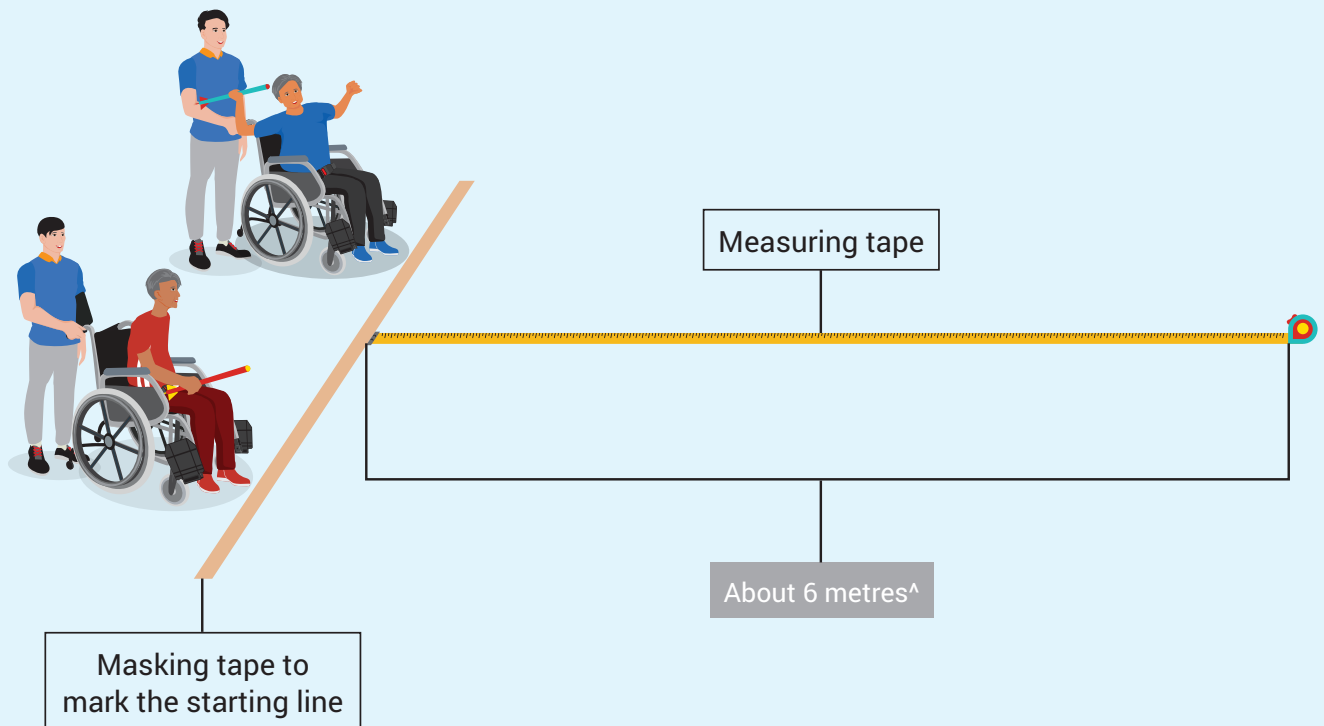 Measuring tape
About 6 metres^
Masking tape to
mark the starting line